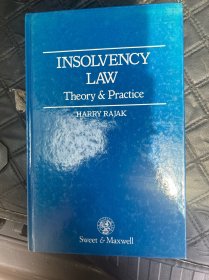 INSOLVENCY
LAW
Theory & Practice
HARRY RAJAK
Sweet & Maxwell